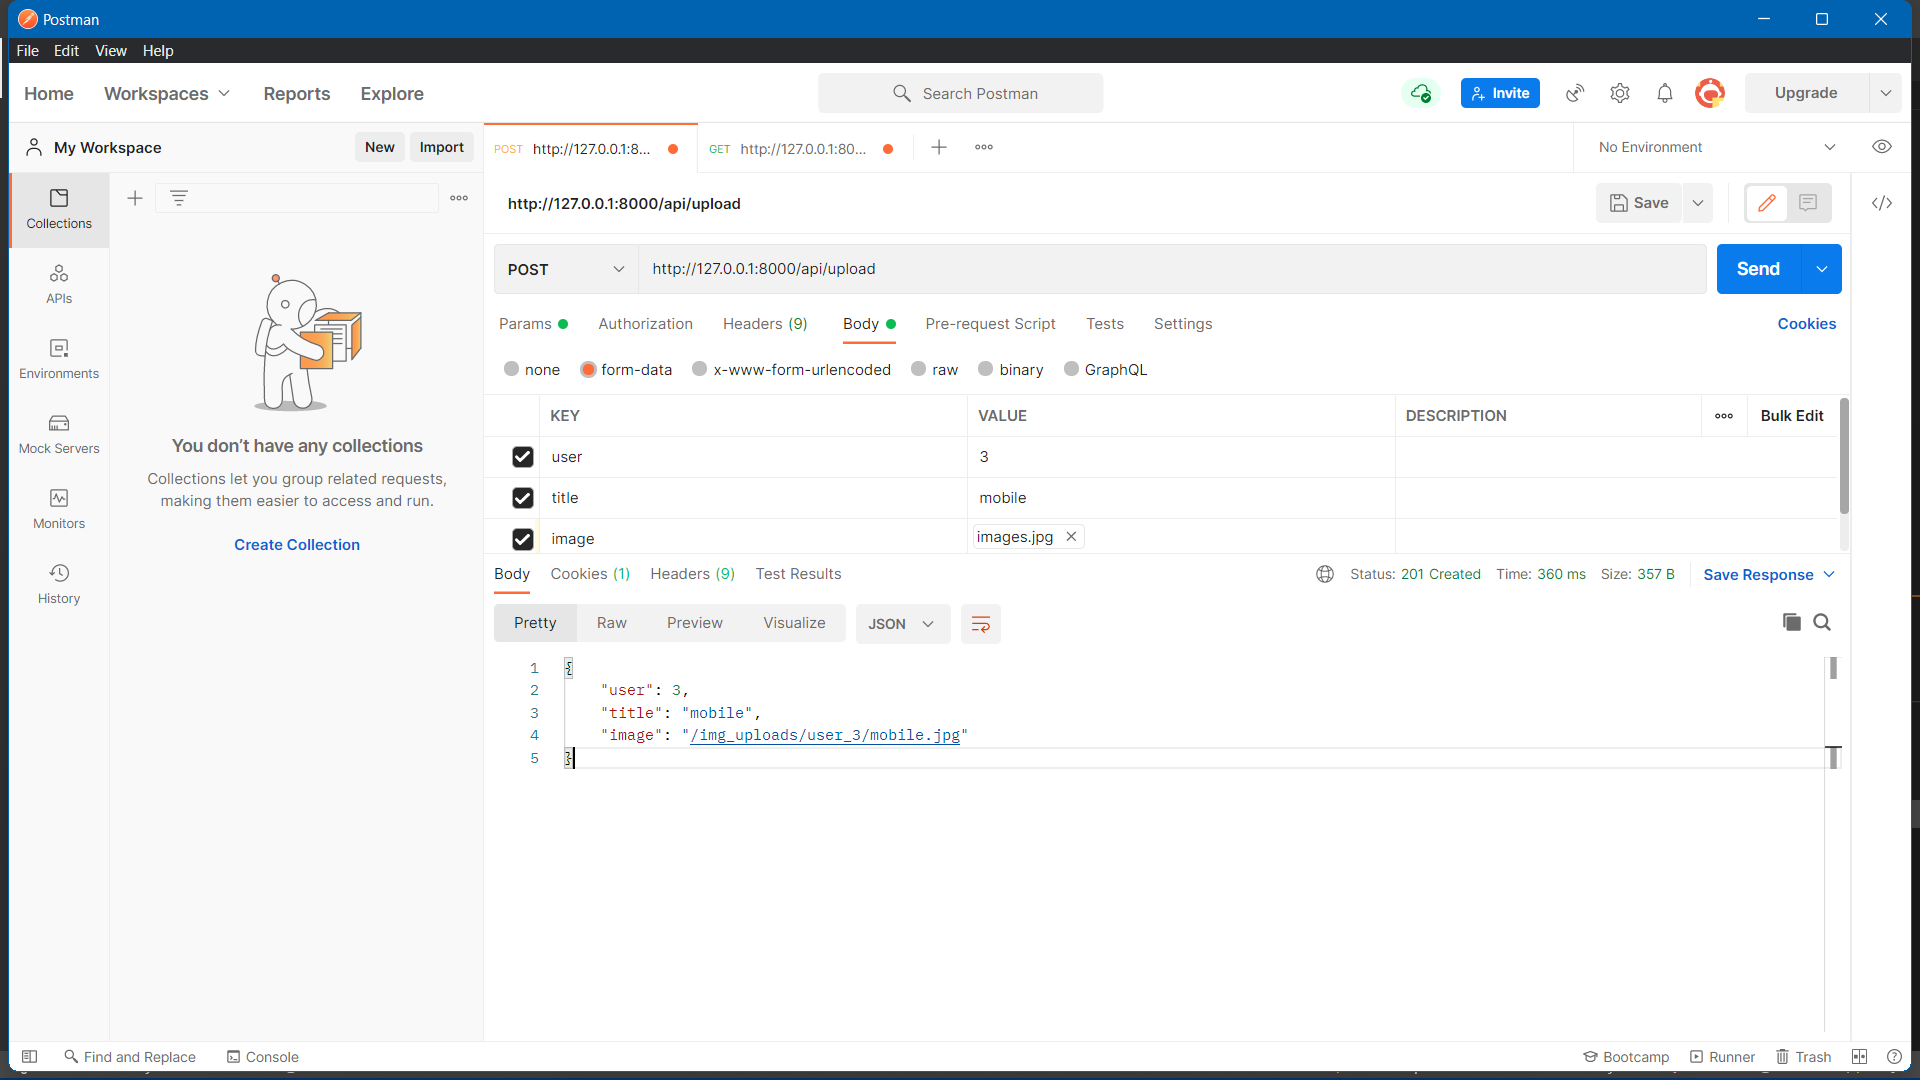 Postman
File Edit View Help
Home Workspaces Reports Explore
Search Postman
Invite
Upgrade
My Workspace
New Import
POST http://127.0.0.1:8...
GET http://127.0.0.1:80...
No Environment
Collections
APIs
Environments
Mock Servers
Monitors
History
You don’t have any collections
Collections let you group related requests,
making them easier to access and run.
Create Collection
http://127.0.0.1:8000/api/upload
Save
POST http://127.0.0.1:8000/api/upload
Send
Params Authorization Headers (9) Body Pre-request Script Tests Settings
Cookies
none form-data x-www-form-urlencoded raw binary GraphQL
KEY VALUE DESCRIPTION Bulk Edit
user 3
title mobile
image images.jpg
Body Cookies (1) Headers (9) Test Results
Status: 201 Created Time: 360 ms Size: 357 B Save Response
Pretty Raw Preview Visualize JSON
1 {
2 "user": 3,
3 "title": "mobile",
4 "image": "/img_uploads/user_3/mobile.jpg"
5 }
Find and Replace Console
Bootcamp Runner Trash